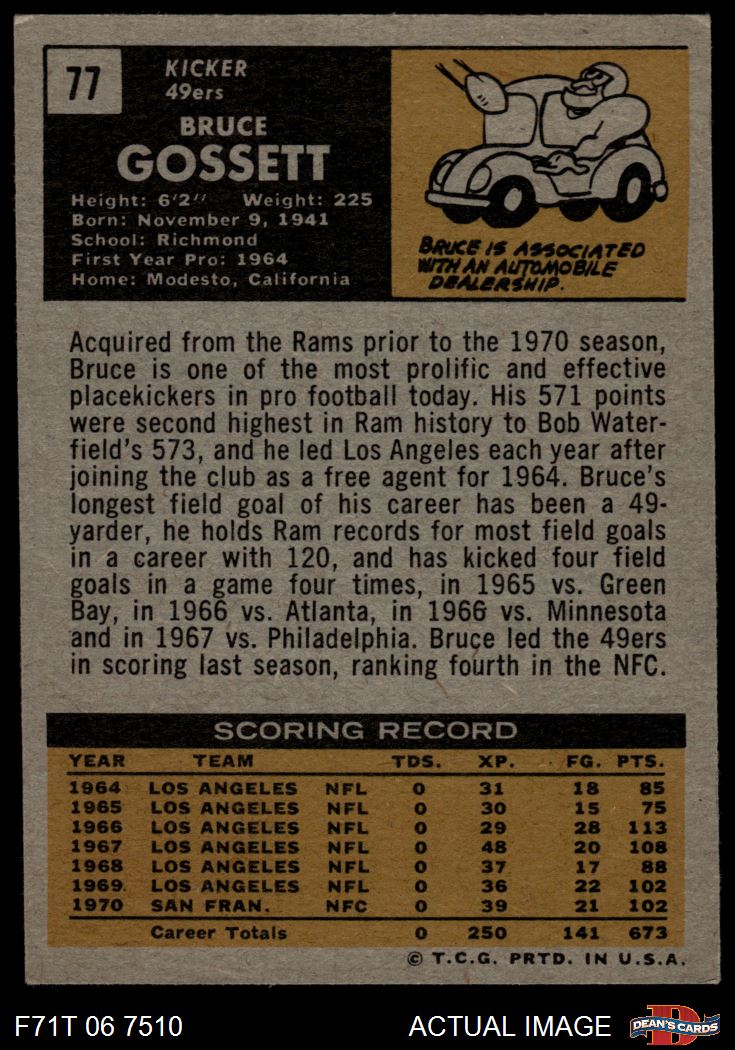 77
KICKER
49ers
BRUCE
GOSSETT
Height: 6'2" Weight: 225
Born: November 9, 1941
School: Richmond
First Year Pro: 1964
Home: Modesto, California
BRUCE IS ASSOCIATED
WITH AN AUTOMOBILE
DEALERSHIP.
Acquired from the Rams prior to the 1970 season,
Bruce is one of the most prolific and effective
placekickers in pro football today. His 571 points
were second highest in Ram history to Bob Water-
field's 573, and he led Los Angeles each year after
joining the club as a free agent for 1964. Bruce's
longest field goal of his career has been a 49-
yarder, he holds Ram records for most field goals
in a career with 120, and has kicked four field
goals in a game four times, in 1965 vs. Green
Bay, in 1966 vs. Atlanta, in 1966 vs. Minnesota
and in 1967 vs. Philadelphia. Bruce led the 49ers
in scoring last season, ranking fourth in the NFC.
SCORING RECORD
YEAR TEAM TDS. XP. FG. PTS.
1964 LOS ANGELES NFL 0 31 18 85
1965 LOS ANGELES NFL 0 30 15 75
1966 LOS ANGELES NFL 0 29 28 113
1967 LOS ANGELES NFL 0 48 20 108
1968 LOS ANGELES NFL 0 37 17 88
1969. LOS ANGELES NFL 0 36 22 102
1970 SAN FRAN. NFC 0 39 21 102
Career Totals 0 250 141 673
© T.C.G. PRTD. IN U.S.A.
F71T 06 7510 ACTUAL IMAGE D DEAN'S CARDS